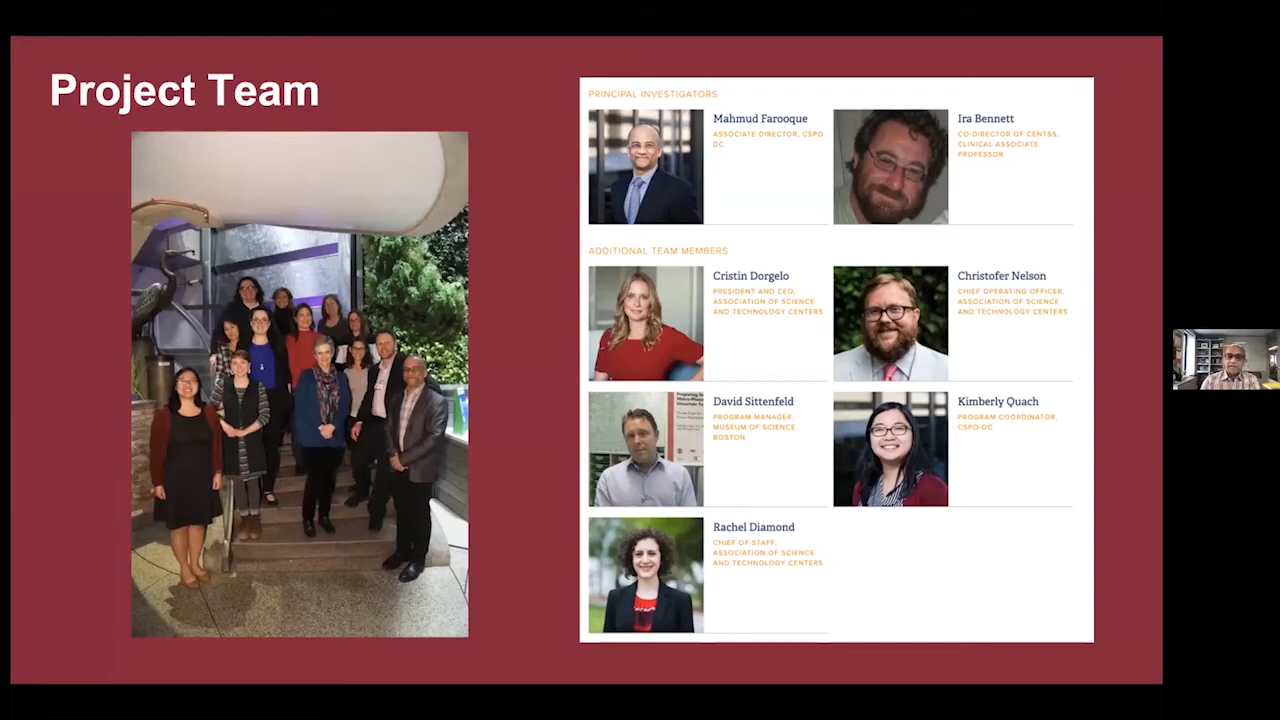 Project Team
PRINCIPAL INVESTIGATORS
Mahmud Farooque
ASSOCIATE DIRECTOR, CSPO
DC
Ira Bennett
CO-DIRECTOR OF CENTSS,
CLINICAL ASSOCIATE
PROFESSOR
ADDITIONAL TEAM MEMBERS
Cristin Dorgelo
PRESIDENT AND CEO,
ASSOCIATION OF SCIENCE
AND TECHNOLOGY CENTERS
Christofer Nelson
CHIEF OPERATING OFFICER,
ASSOCIATION OF SCIENCE
AND TECHNOLOGY CENTERS
David Sittenfeld
PROGRAM MANAGER,
MUSEUM OF SCIENCE
BOSTON
Kimberly Quach
PROGRAM COORDINATOR,
CSPO-DC
Rachel Diamond
CHIEF OF STAFF,
ASSOCIATION OF SCIENCE
AND TECHNOLOGY CENTERS